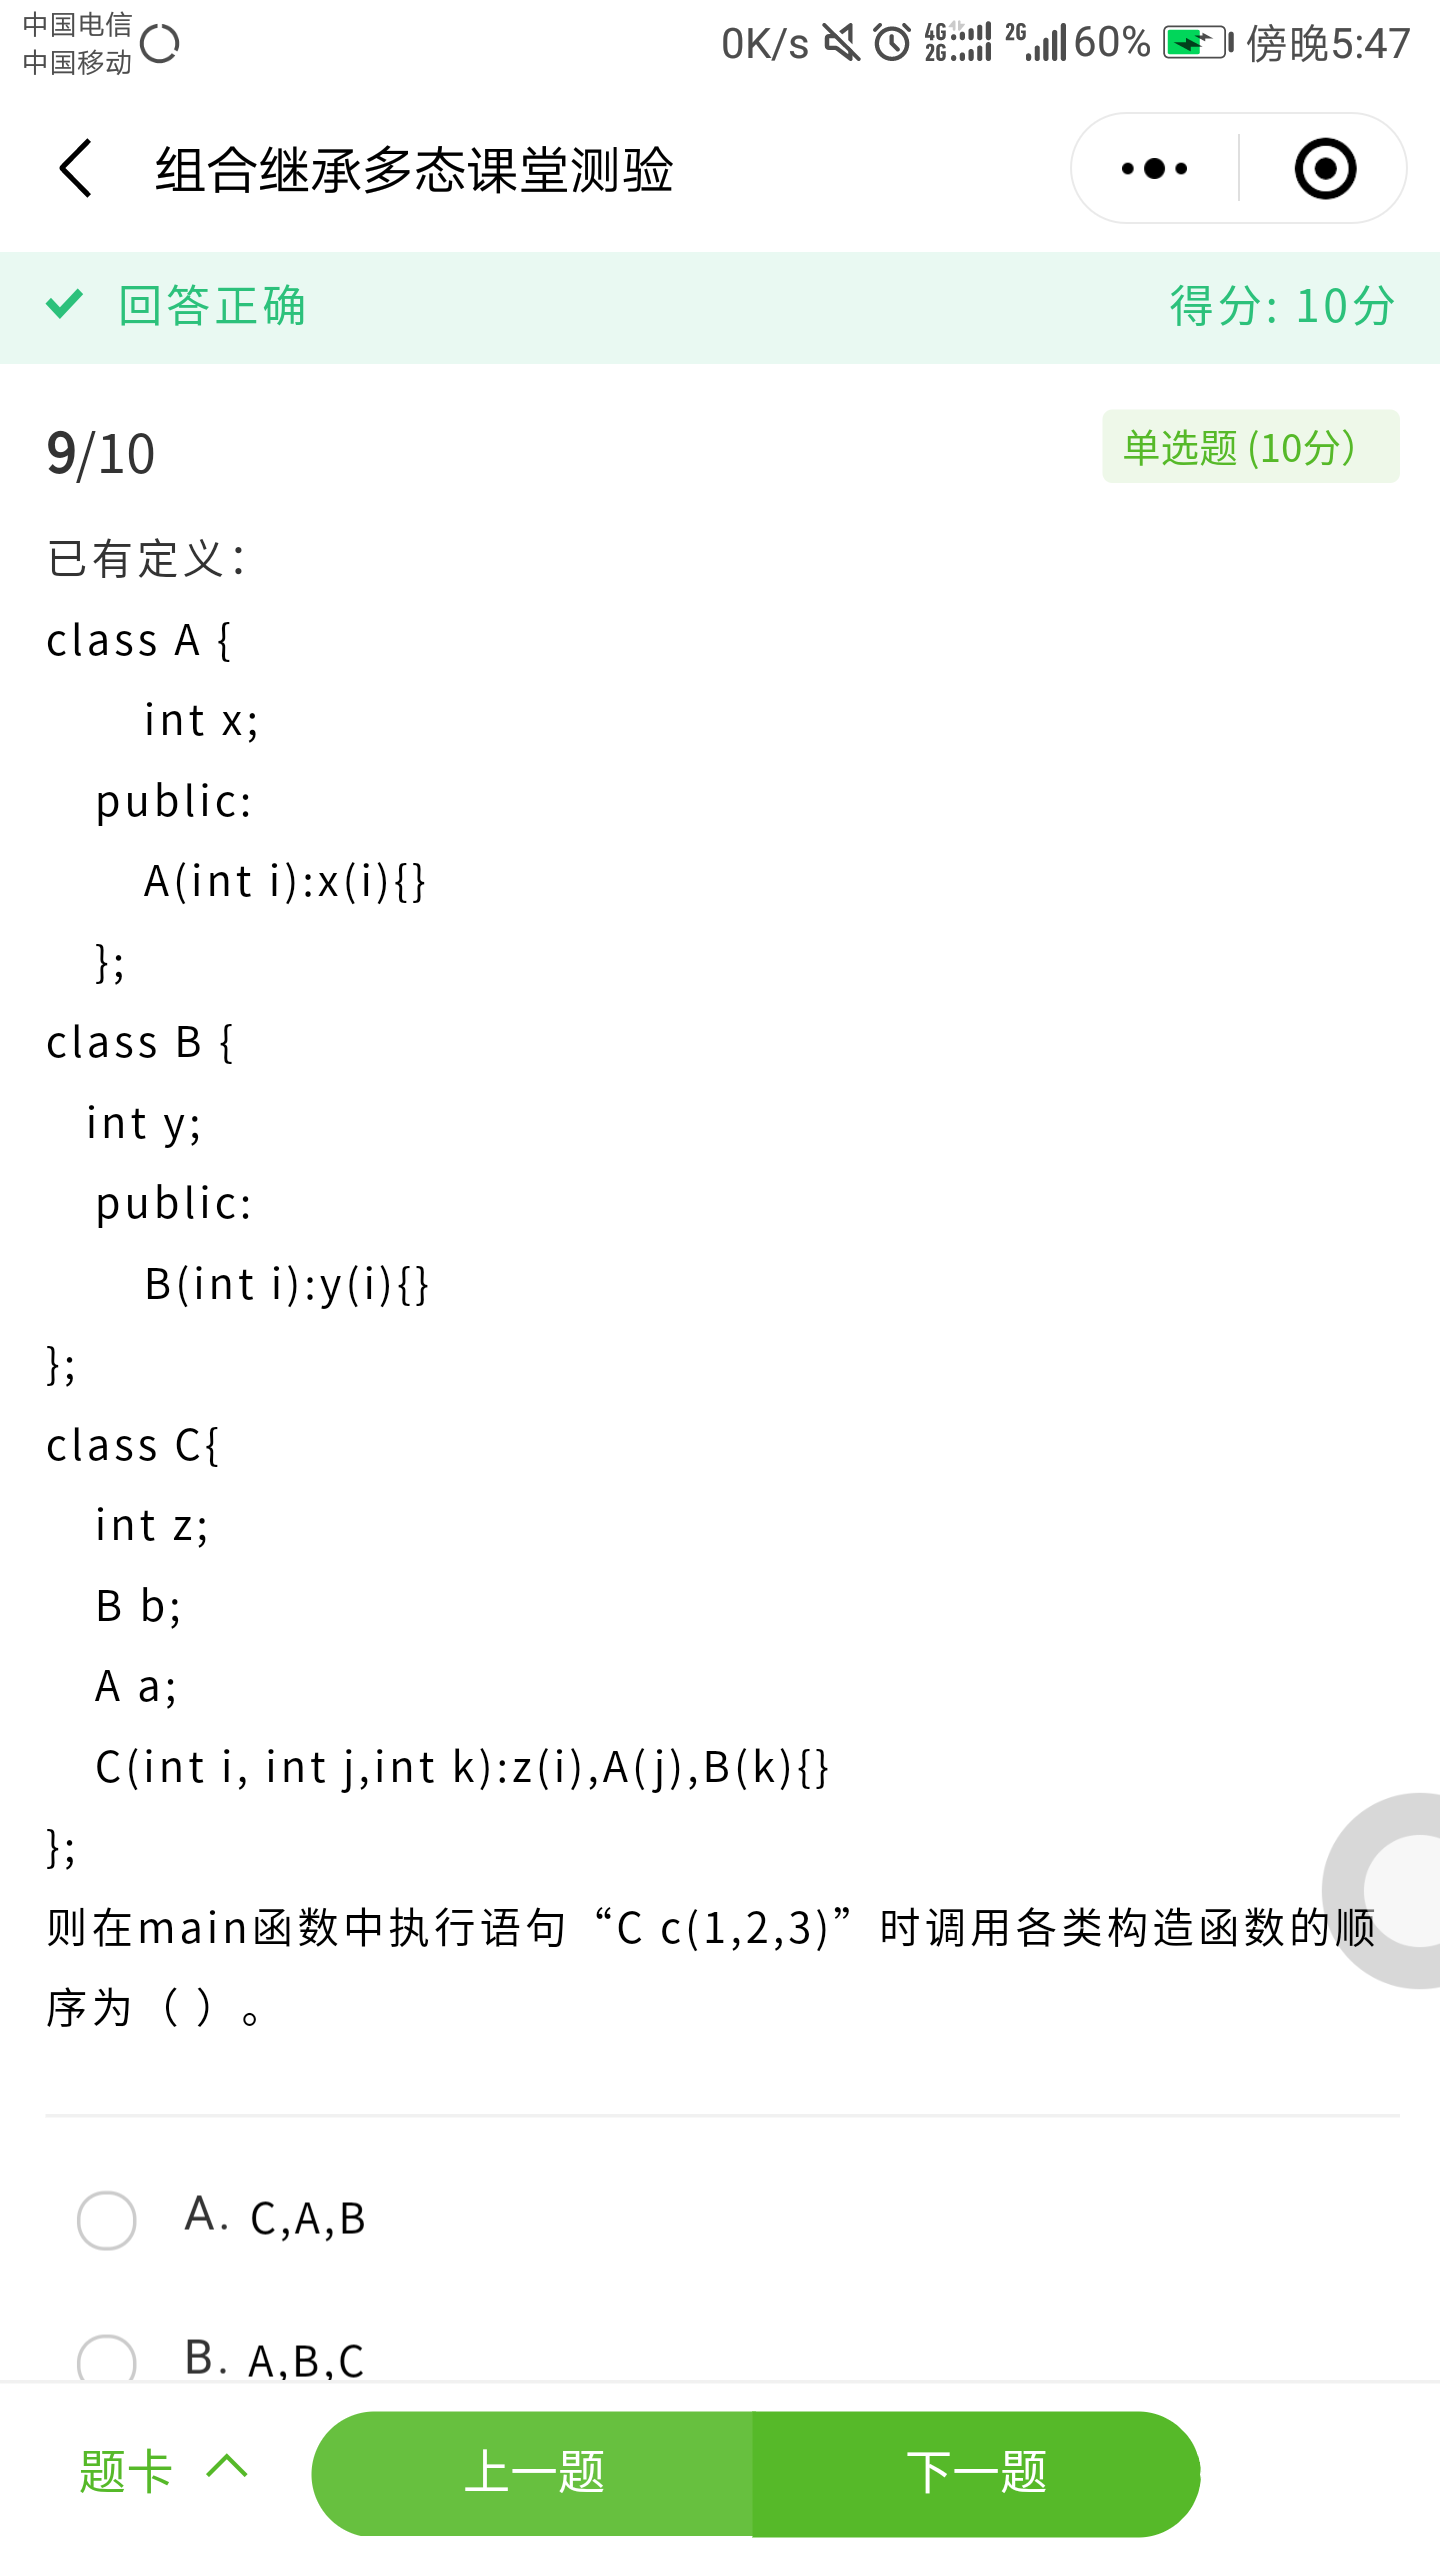 中国电信
中国移动
0K/s 4G 2G 2G 60% 傍晚5:47
组合继承多态课堂测验
回答正确 得分: 10分
9/10 单选题 (10分）
已有定义：
class A {
int x;
public:
A(int i):x(i){}
};
class B {
int y;
public:
B(int i):y(i){}
};
class C{
int z;
B b;
A a;
C(int i, int j,int k):z(i),A(j),B(k){}
};
则在main函数中执行语句“C c(1,2,3)”时调用各类构造函数的顺
序为（ ）。
A. C,A,B
B. A,B,C
题卡 上一题 下一题